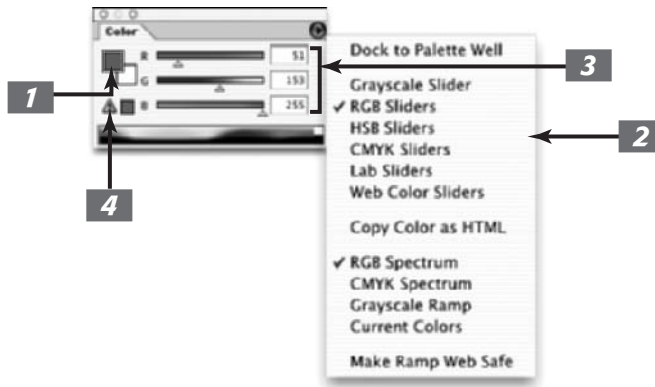 Color
R 51
G 153
B 255
1
4
3
2
Dock to Palette Well
Grayscale Slider
✔ RGB Sliders
HSB Sliders
CMYK Sliders
Lab Sliders
Web Color Sliders
Copy Color as HTML
✔ RGB Spectrum
CMYK Spectrum
Grayscale Ramp
Current Colors
Make Ramp Web Safe